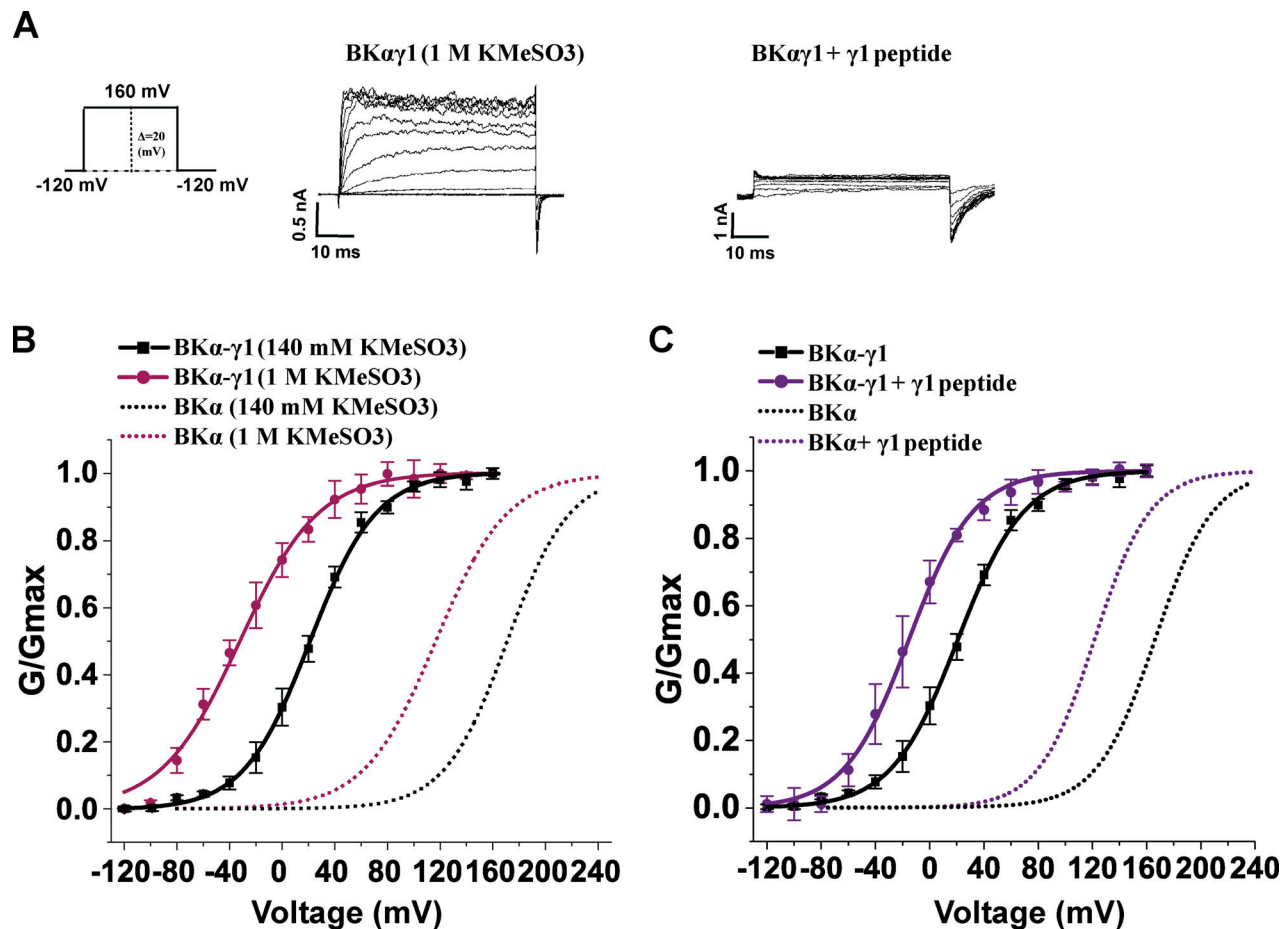 A
BKαγ1 (1 M KMeSO3)
BKαγ1 + γ1 peptide
160 mV
Δ=20
(mV)
-120 mV
-120 mV
0.5 nA
10 ms
1 nA
10 ms
B
BKα-γ1 (140 mM KMeSO3)
BKα-γ1 (1 M KMeSO3)
BKα (140 mM KMeSO3)
BKα (1 M KMeSO3)
G/Gmax
1.0
0.8
0.6
0.4
0.2
0.0
-120 -80 -40 0 40 80 120 160 200 240
Voltage (mV)
C
BKα-γ1
BKα-γ1 + γ1 peptide
BKα
BKα+ γ1 peptide
G/Gmax
1.0
0.8
0.6
0.4
0.2
0.0
-120 -80 -40 0 40 80 120 160 200 240
Voltage (mV)